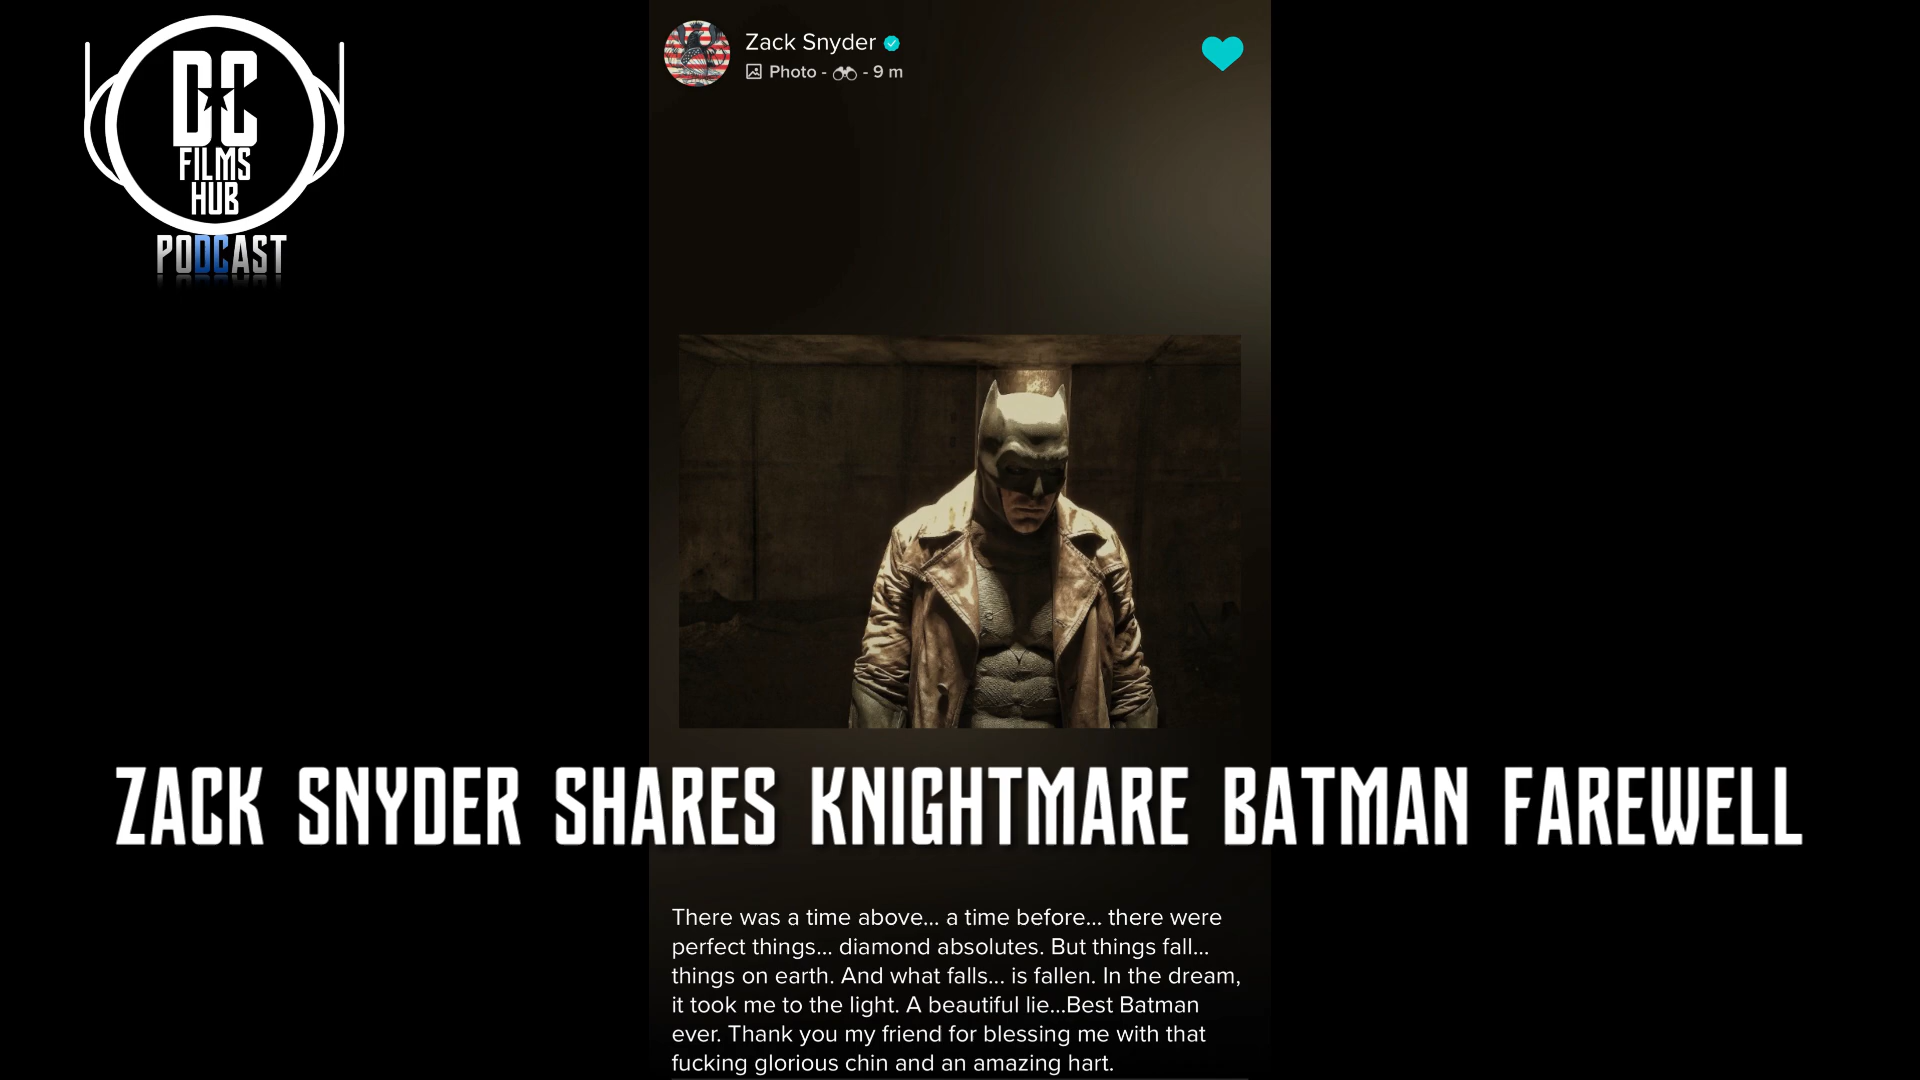 DC
FILMS
HUB
PODCAST
Zack Snyder
Photo - - 9 m
ZACK SNYDER SHARES KNIGHTMARE BATMAN FAREWELL
There was a time above... a time before... there were
perfect things... diamond absolutes. But things fall...
things on earth. And what falls... is fallen. In the dream,
it took me to the light. A beautiful lie...Best Batman
ever. Thank you my friend for blessing me with that
fucking glorious chin and an amazing hart.